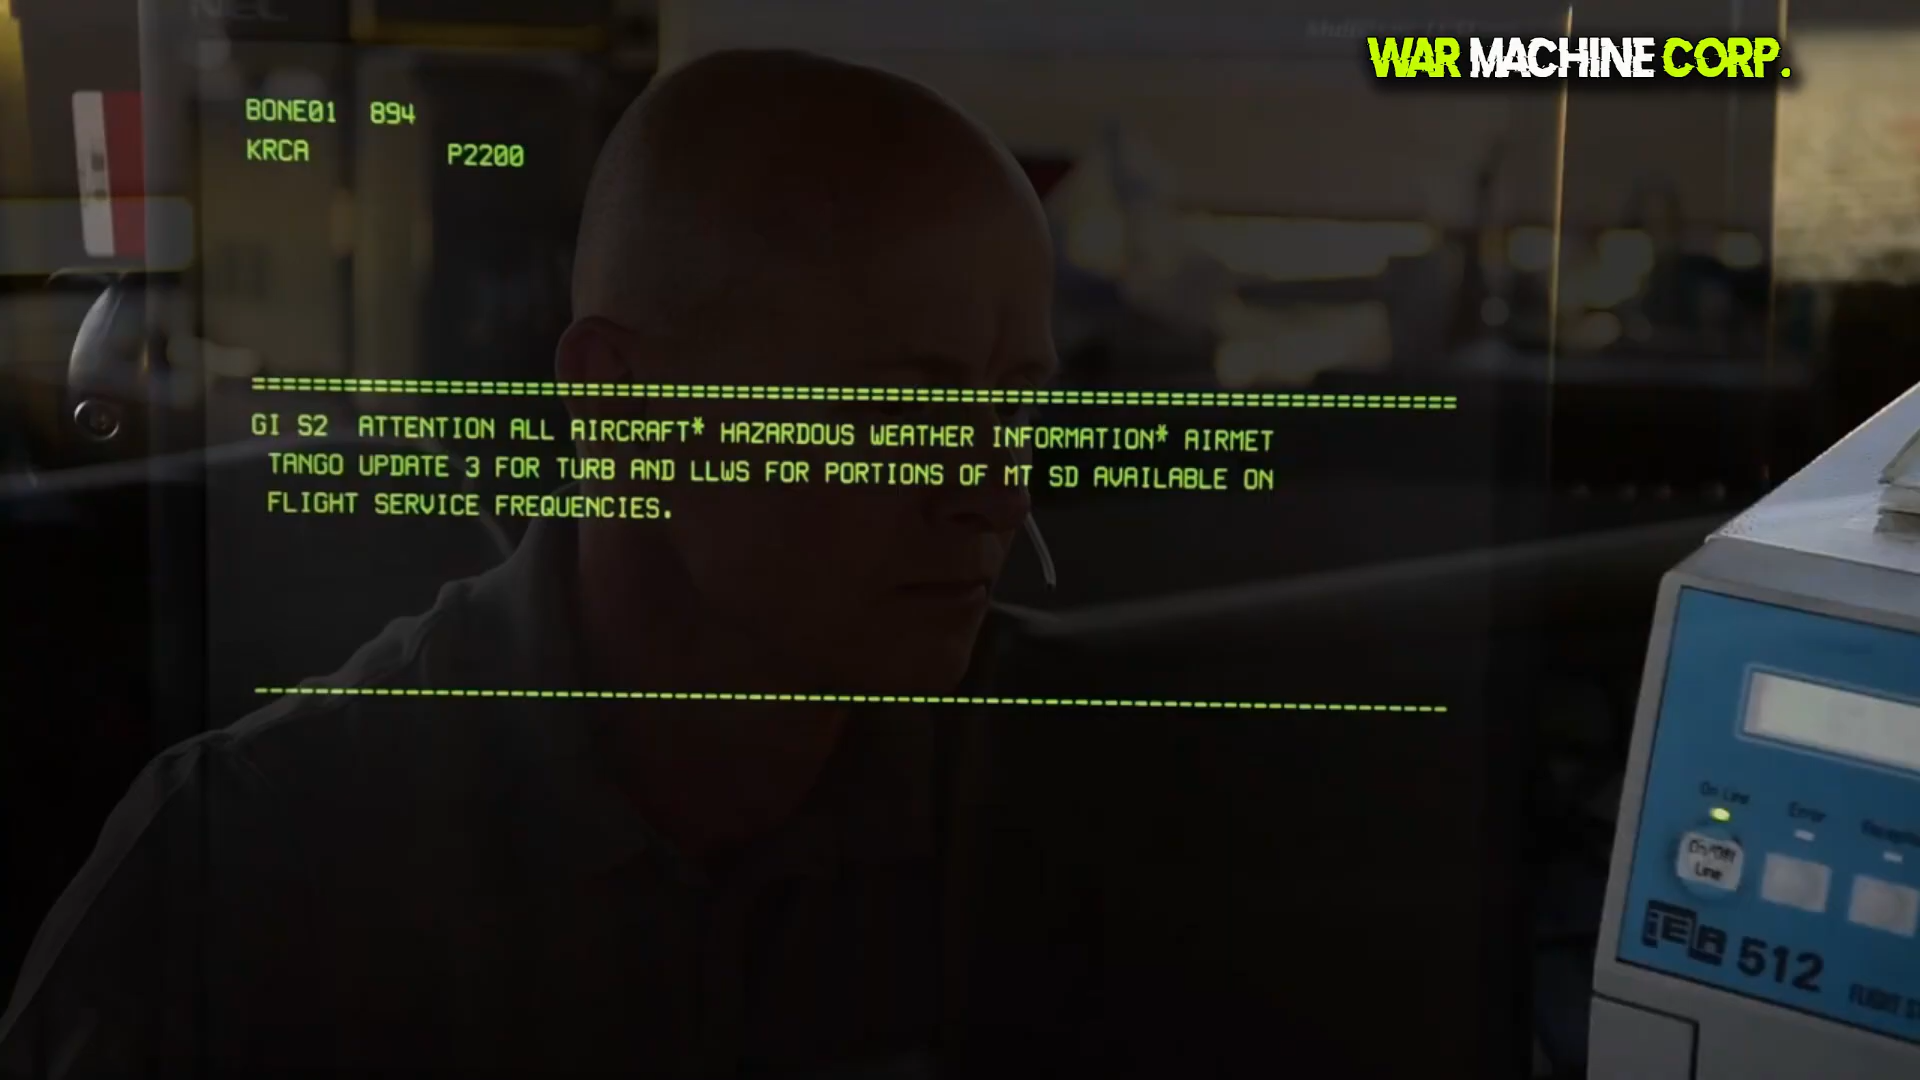 NEC
WAR MACHINE CORP.
BONE01 894
KRCA P2200
================================================================================
GI S2 ATTENTION ALL AIRCRAFT* HAZARDOUS WEATHER INFORMATION* AIRMET
TANGO UPDATE 3 FOR TURB AND LLWS FOR PORTIONS OF MT SD AVAILABLE ON
FLIGHT SERVICE FREQUENCIES.
--------------------------------------------------------------------------------
On Line
Error
On/Off
Line
IER 512